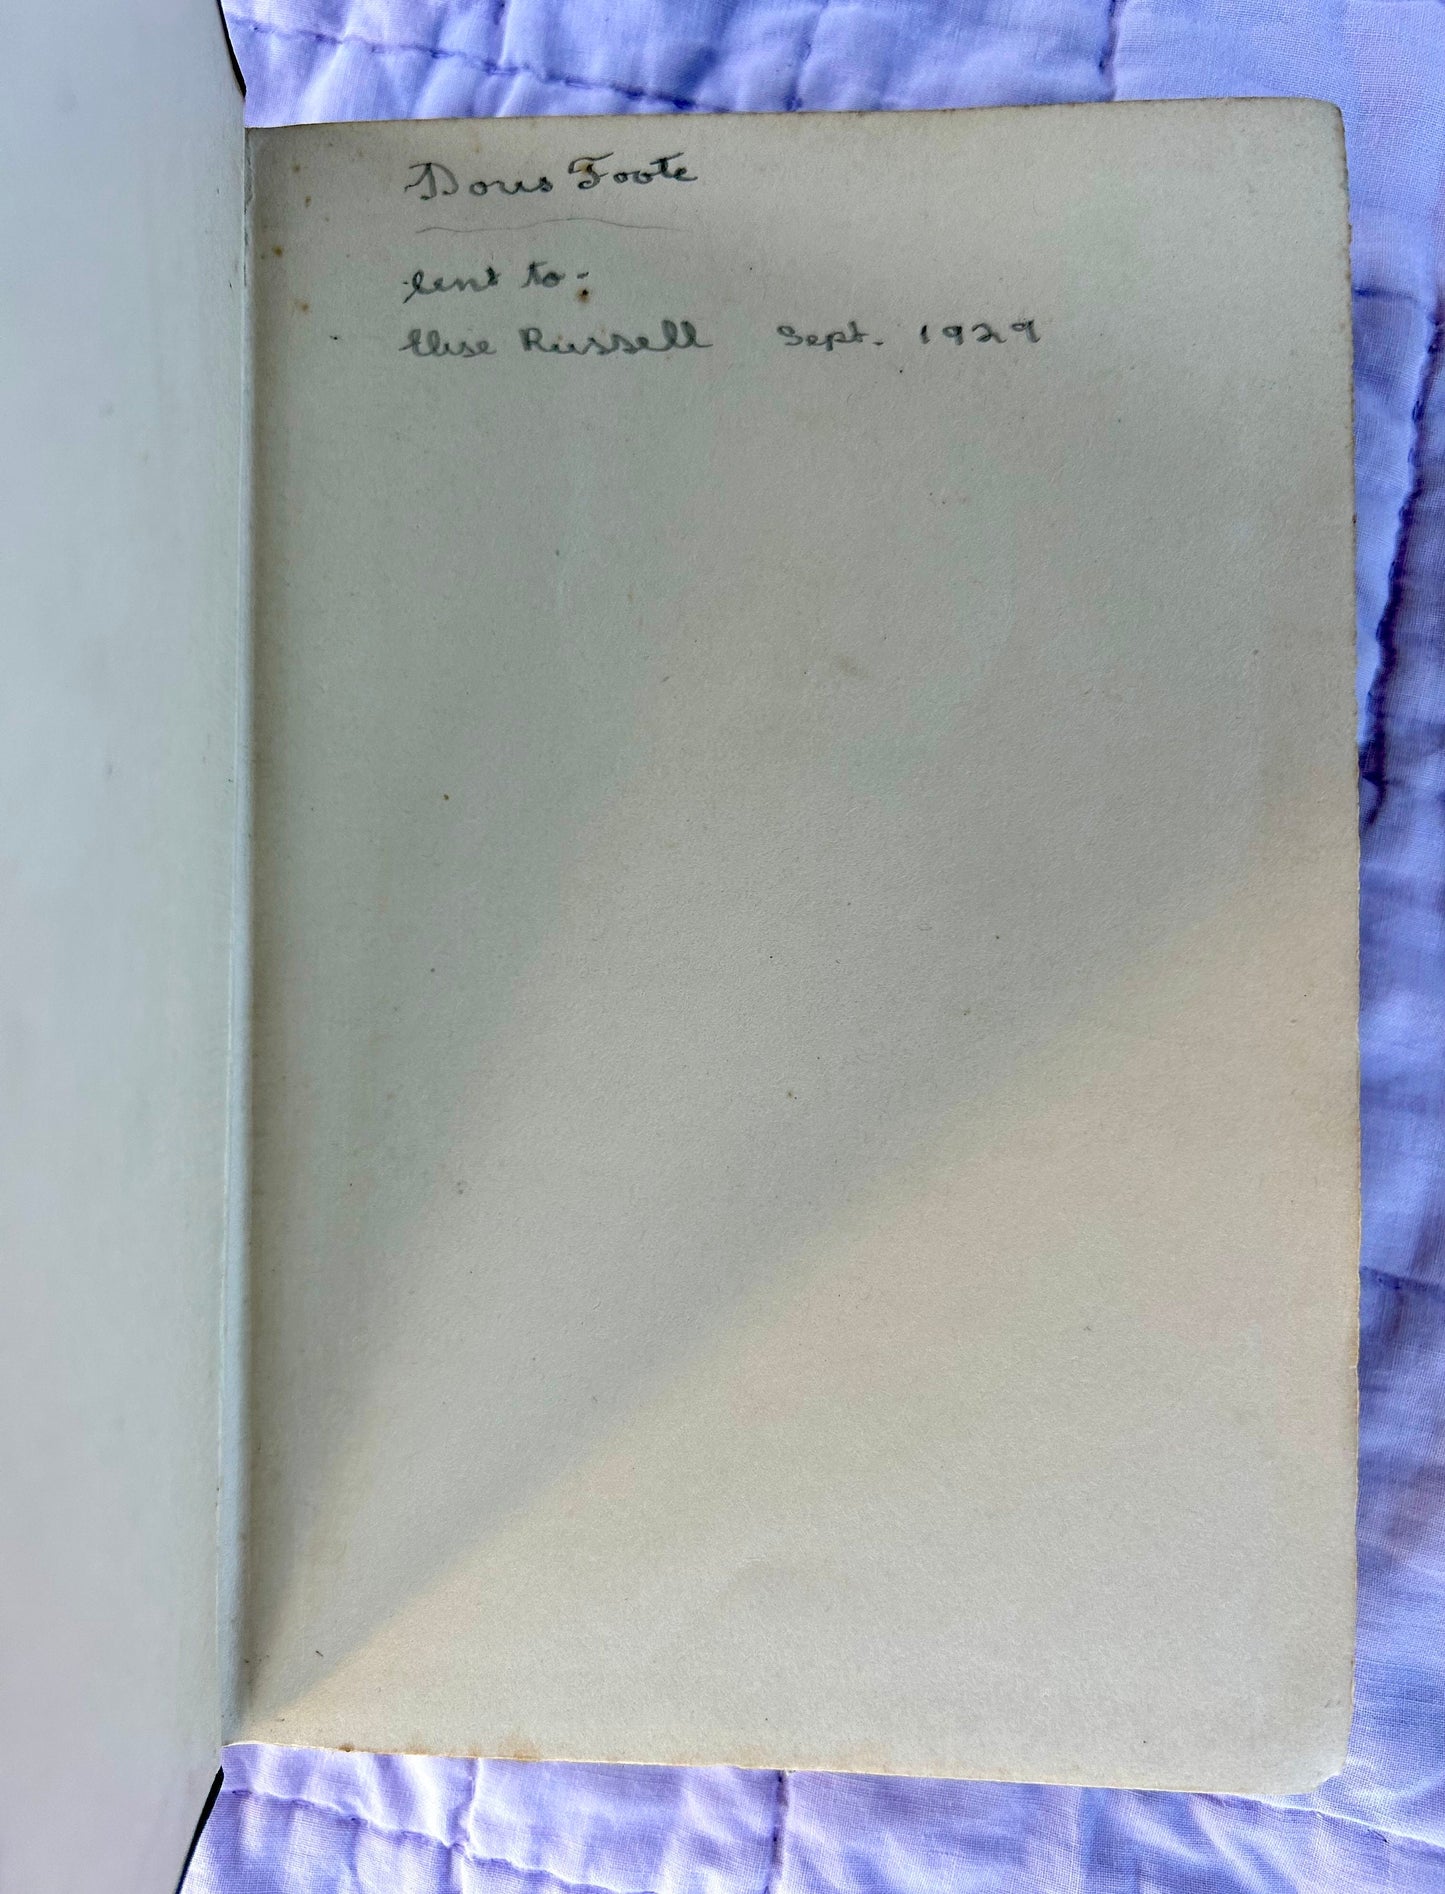 Doris Foote
lent to -
Elise Russell Sept. 1929